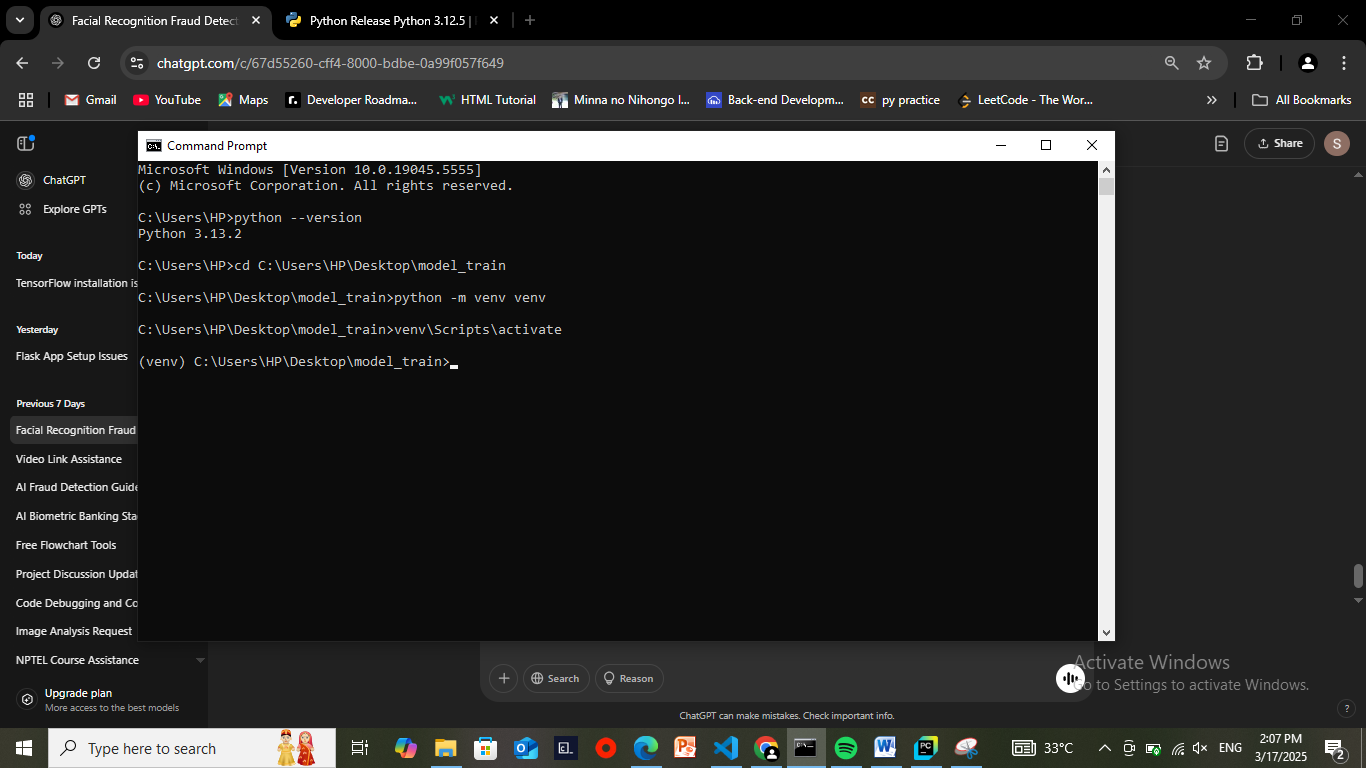 Facial Recognition Fraud Detect
Python Release Python 3.12.5 |
chatgpt.com/c/67d55260-cff4-8000-bdbe-0a99f057f649
Gmail
YouTube
Maps
Developer Roadma...
HTML Tutorial
Minna no Nihongo I...
Back-end Developm...
py practice
LeetCode - The Wor...
All Bookmarks
Command Prompt
Microsoft Windows [Version 10.0.19045.5555]
(c) Microsoft Corporation. All rights reserved.
C:\Users\HP>python --version
Python 3.13.2
C:\Users\HP>cd C:\Users\HP\Desktop\model_train
C:\Users\HP\Desktop\model_train>python -m venv venv
C:\Users\HP\Desktop\model_train>venv\Scripts\activate
(venv) C:\Users\HP\Desktop\model_train>
Share
S
ChatGPT
Explore GPTs
Today
TensorFlow installation is
Yesterday
Flask App Setup Issues
Previous 7 Days
Facial Recognition Fraud
Video Link Assistance
AI Fraud Detection Guide
AI Biometric Banking Sta
Free Flowchart Tools
Project Discussion Updat
Code Debugging and Co
Image Analysis Request
NPTEL Course Assistance
Upgrade plan
More access to the best models
Search
Reason
ChatGPT can make mistakes. Check important info.
Activate Windows
to Settings to activate Windows.
?
Type here to search
33°C
ENG
2:07 PM
3/17/2025
2